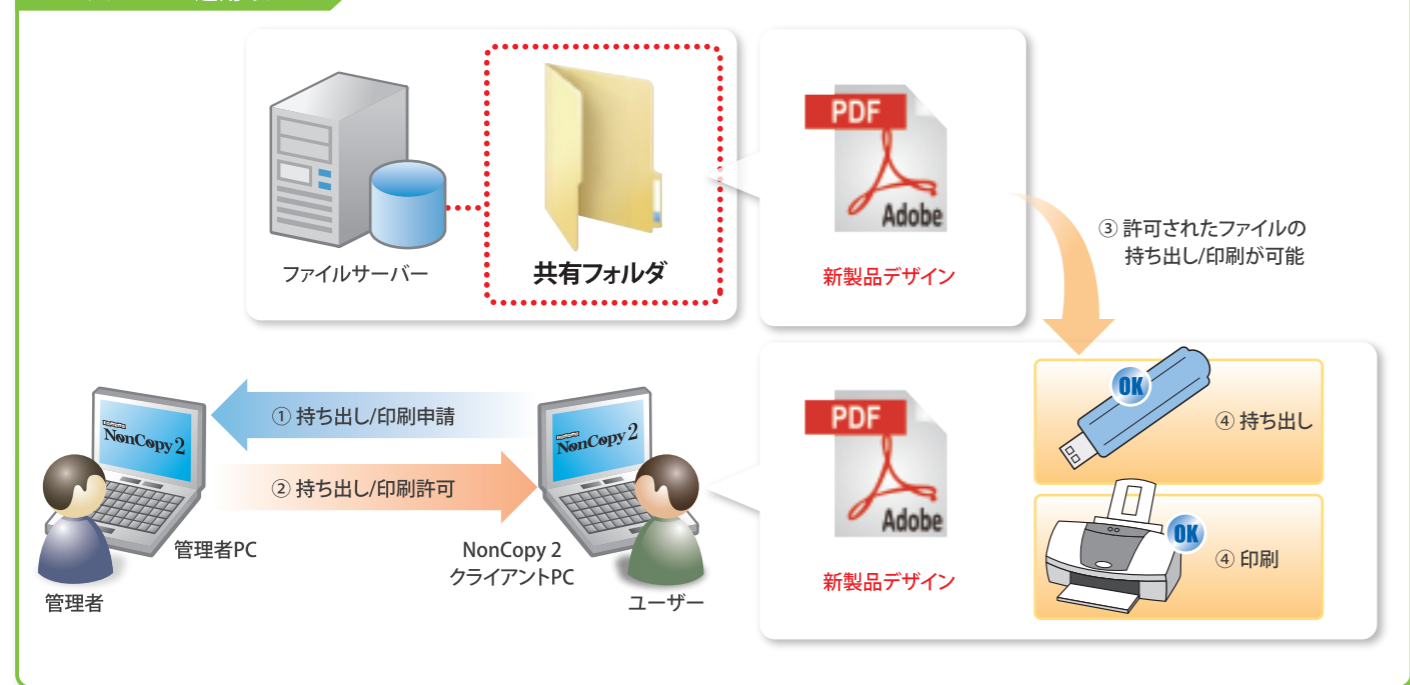 PDF
Adobe
ファイルサーバー
共有フォルダ
新製品デザイン
③ 許可されたファイルの
持ち出し/印刷が可能
① 持ち出し/印刷申請
② 持ち出し/印刷許可
NonCopy 2
NonCopy 2
管理者PC
管理者
NonCopy 2
クライアントPC
ユーザー
PDF
Adobe
新製品デザイン
OK
④ 持ち出し
OK
④ 印刷